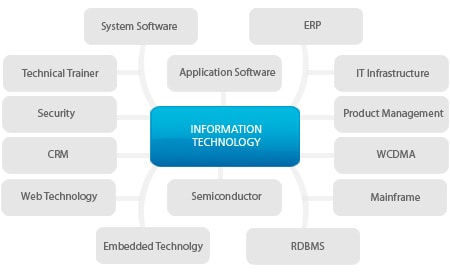 System Software
ERP
Technical Trainer
Application Software
IT Infrastructure
Security
Product Management
INFORMATION
TECHNOLOGY
CRM
WCDMA
Web Technology
Semiconductor
Mainframe
Embedded Technolgy
RDBMS